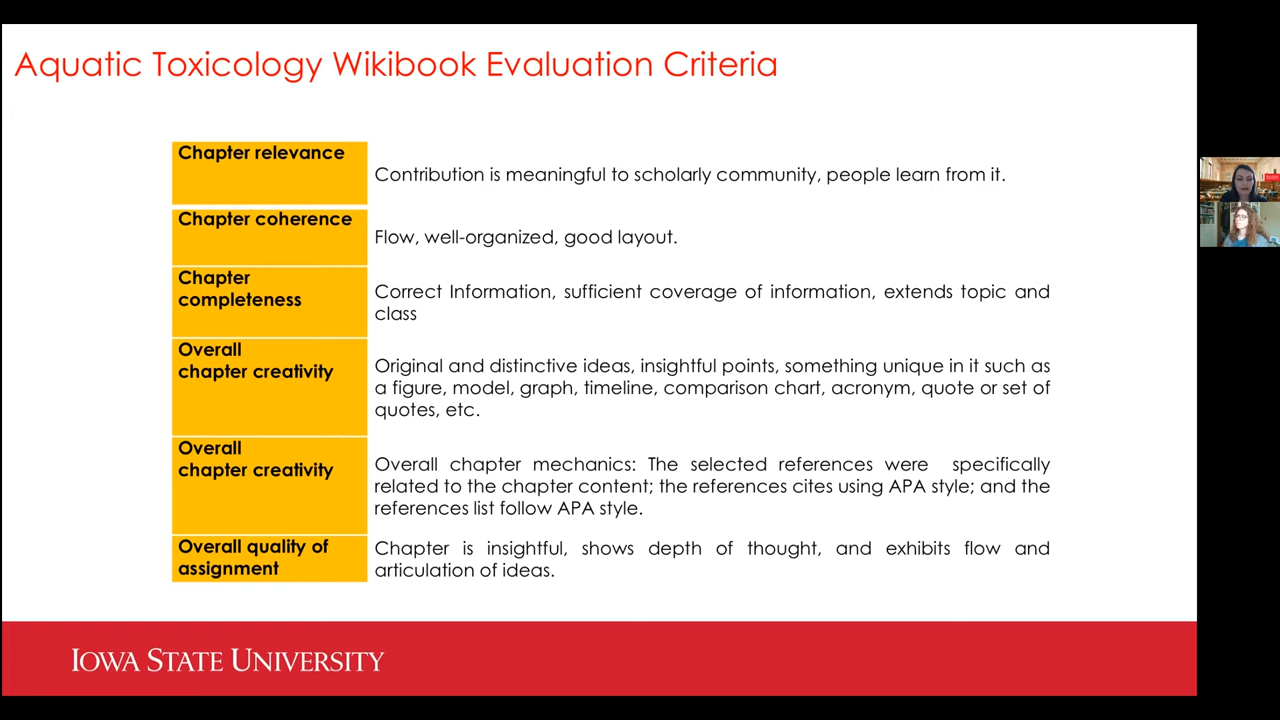 Aquatic Toxicology Wikibook Evaluation Criteria
Chapter relevance
Contribution is meaningful to scholarly community, people learn from it.
Chapter coherence
Flow, well-organized, good layout.
Chapter
completeness
Correct Information, sufficient coverage of information, extends topic and
class
Overall
chapter creativity
Original and distinctive ideas, insightful points, something unique in it such as
a figure, model, graph, timeline, comparison chart, acronym, quote or set of
quotes, etc.
Overall
chapter creativity
Overall chapter mechanics: The selected references were specifically
related to the chapter content; the references cites using APA style; and the
references list follow APA style.
Overall quality of
assignment
Chapter is insightful, shows depth of thought, and exhibits flow and
articulation of ideas.
IOWA STATE UNIVERSITY